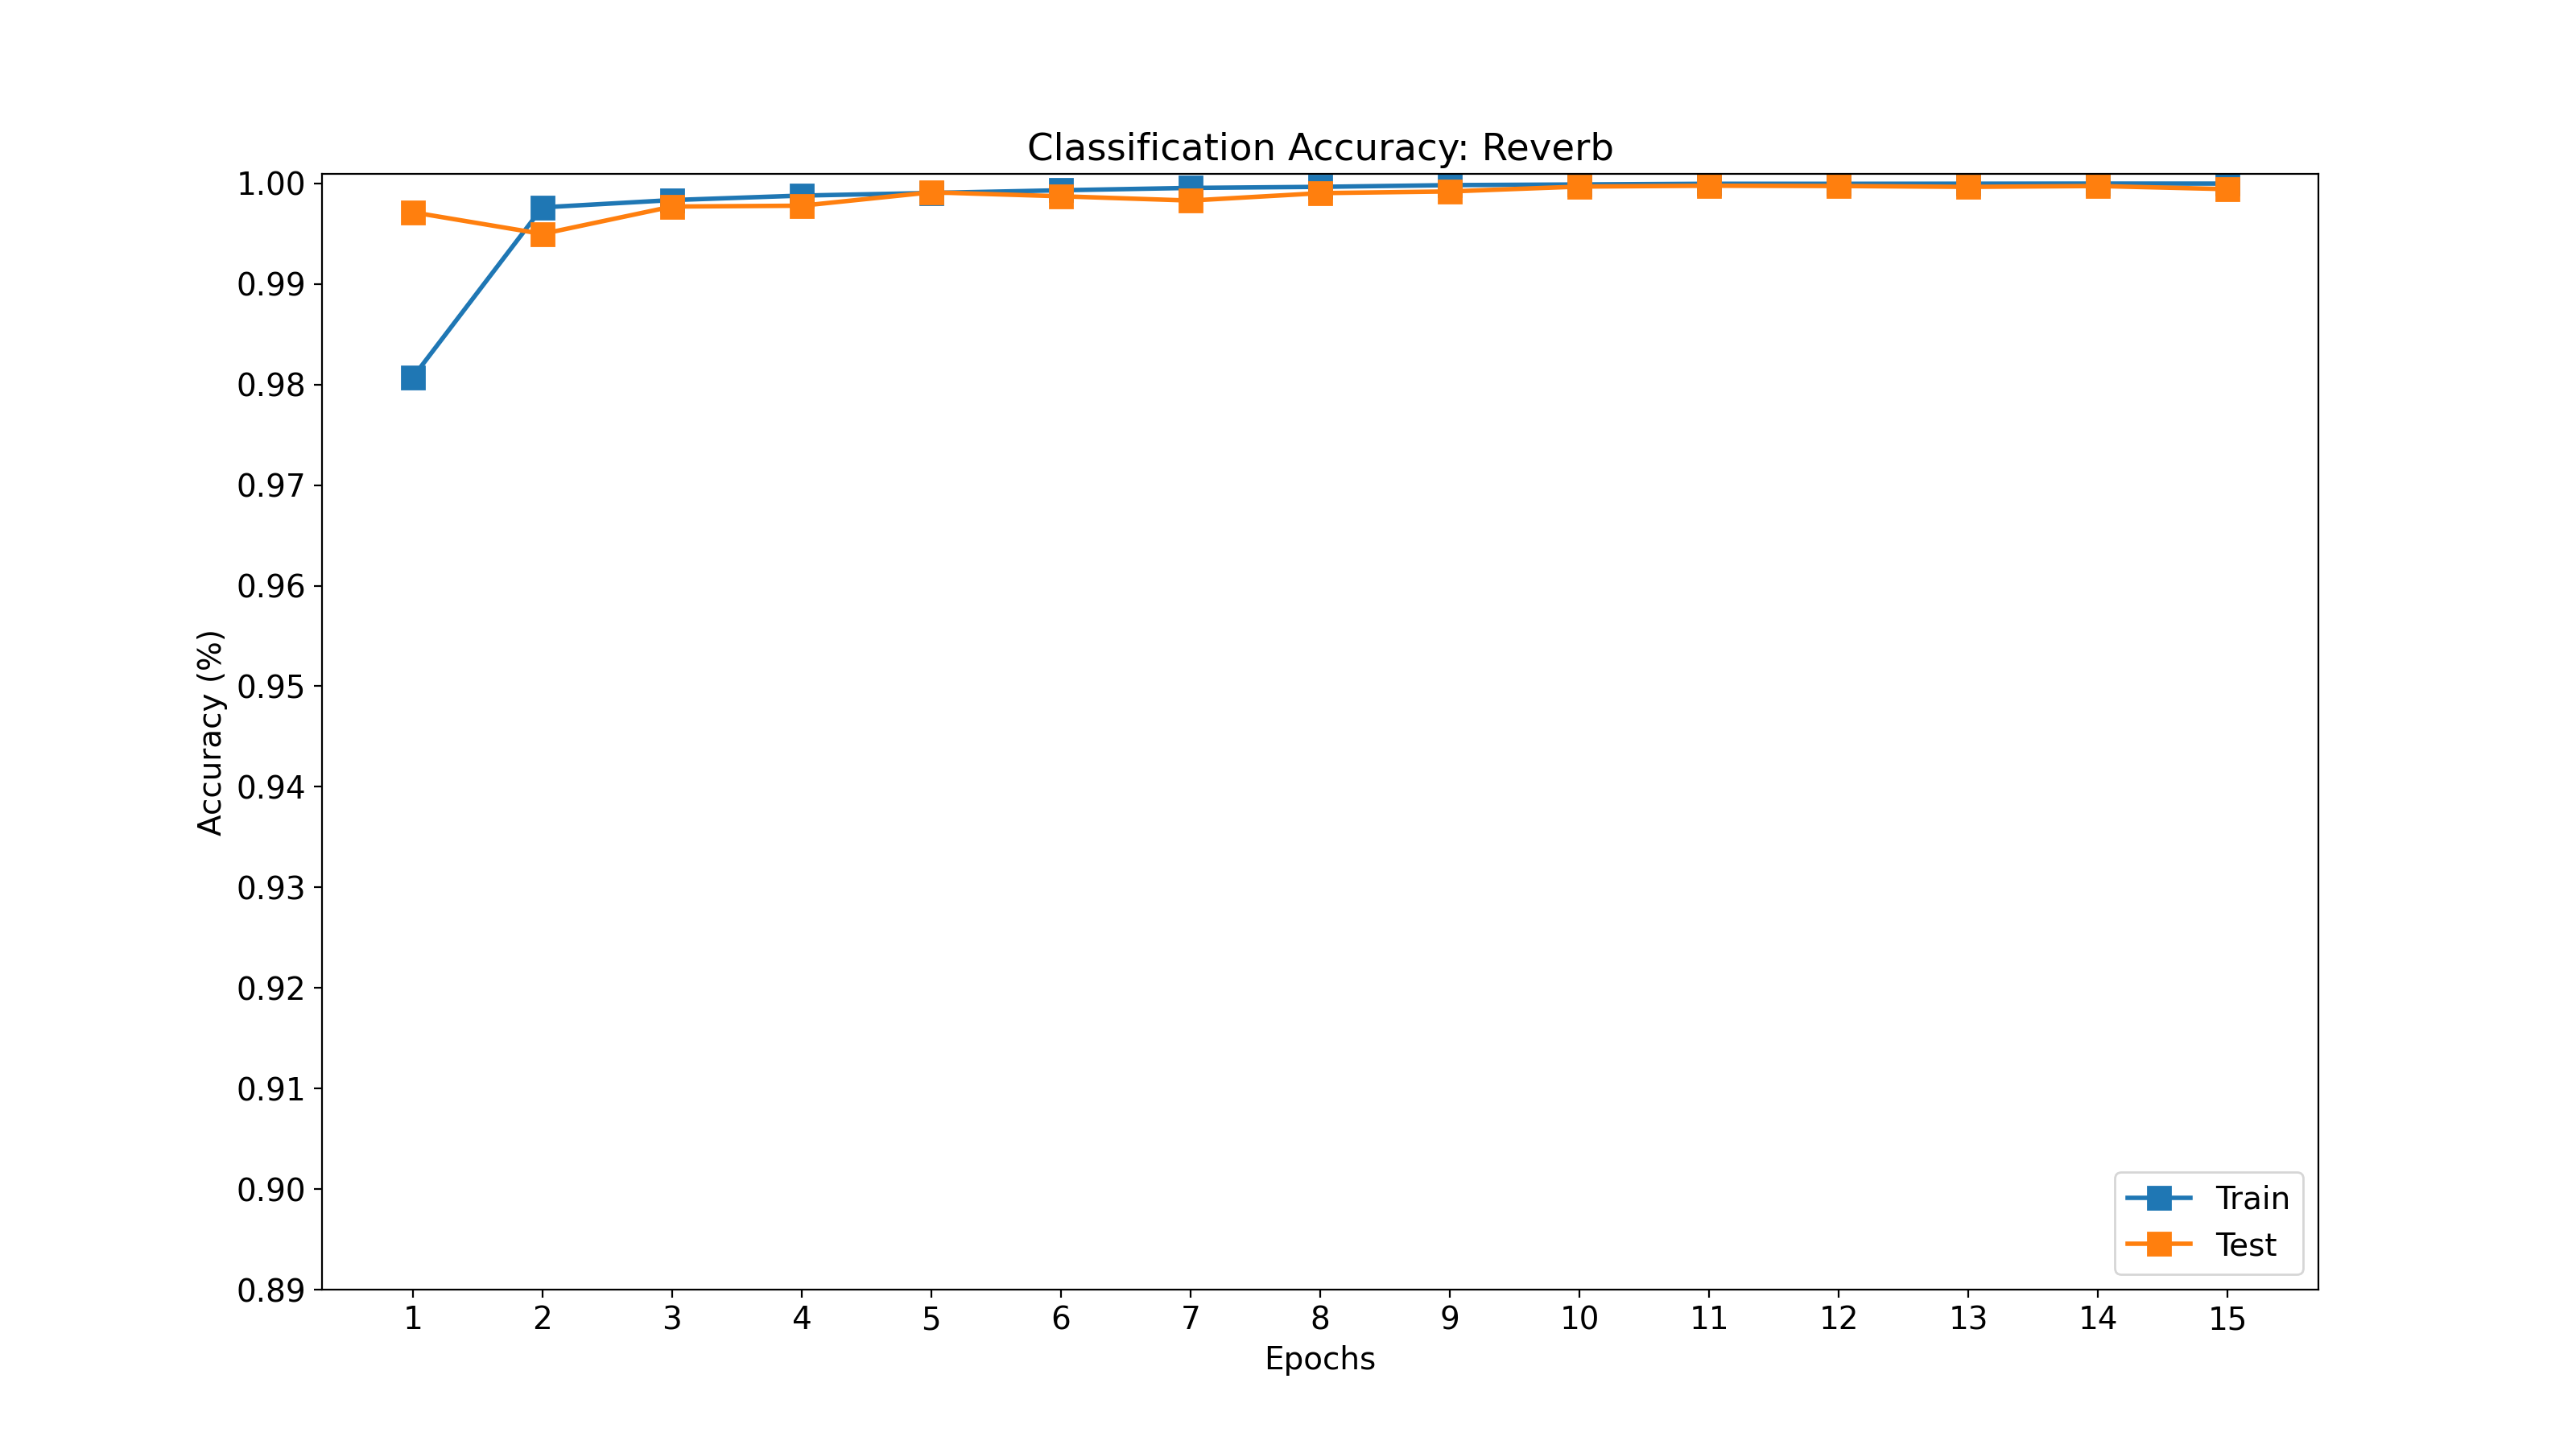 Classification Accuracy: Reverb
1.00
0.99
0.98
0.97
0.96
0.95
0.94
0.93
0.92
0.91
0.90
0.89
Accuracy (%)
1 2 3 4 5 6 7 8 9 10 11 12 13 14 15
Epochs
Train
Test